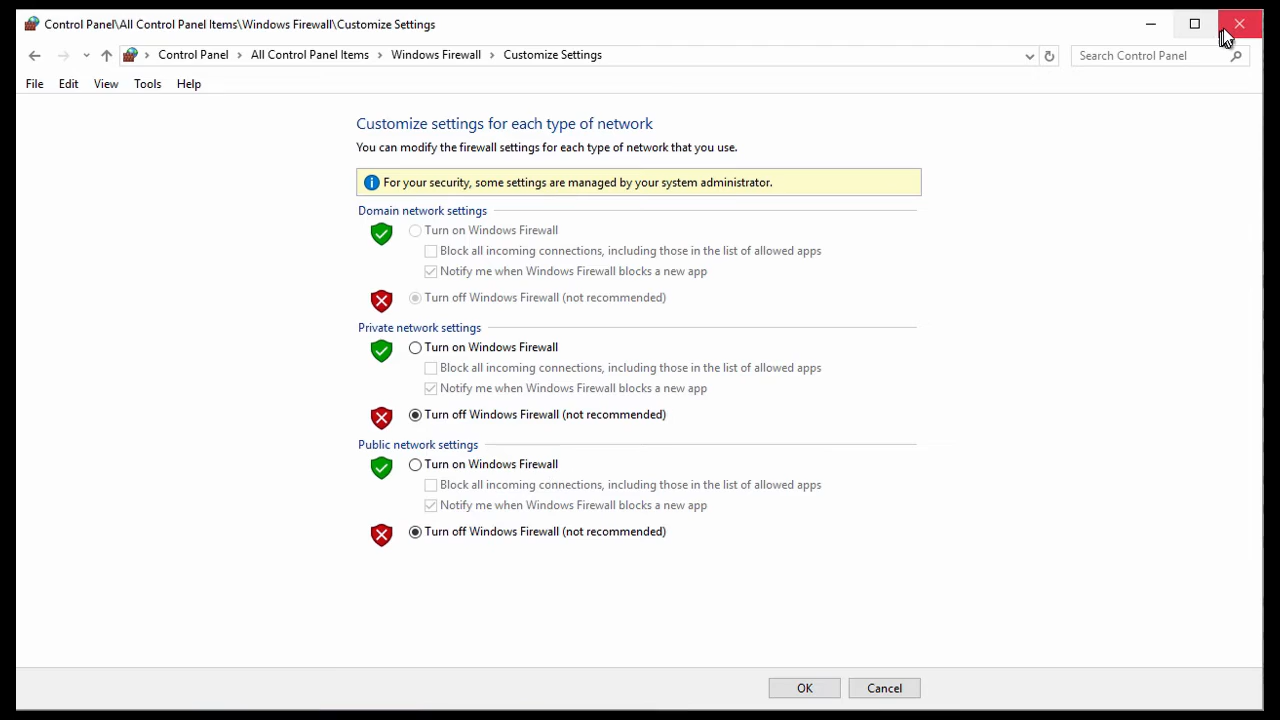 Control Panel\All Control Panel Items\Windows Firewall\Customize Settings
Control Panel All Control Panel Items Windows Firewall Customize Settings
Search Control Panel
File Edit View Tools Help
Customize settings for each type of network
You can modify the firewall settings for each type of network that you use.
For your security, some settings are managed by your system administrator.
Domain network settings
Turn on Windows Firewall
Block all incoming connections, including those in the list of allowed apps
Notify me when Windows Firewall blocks a new app
Turn off Windows Firewall (not recommended)
Private network settings
Turn on Windows Firewall
Block all incoming connections, including those in the list of allowed apps
Notify me when Windows Firewall blocks a new app
Turn off Windows Firewall (not recommended)
Public network settings
Turn on Windows Firewall
Block all incoming connections, including those in the list of allowed apps
Notify me when Windows Firewall blocks a new app
Turn off Windows Firewall (not recommended)
OK Cancel